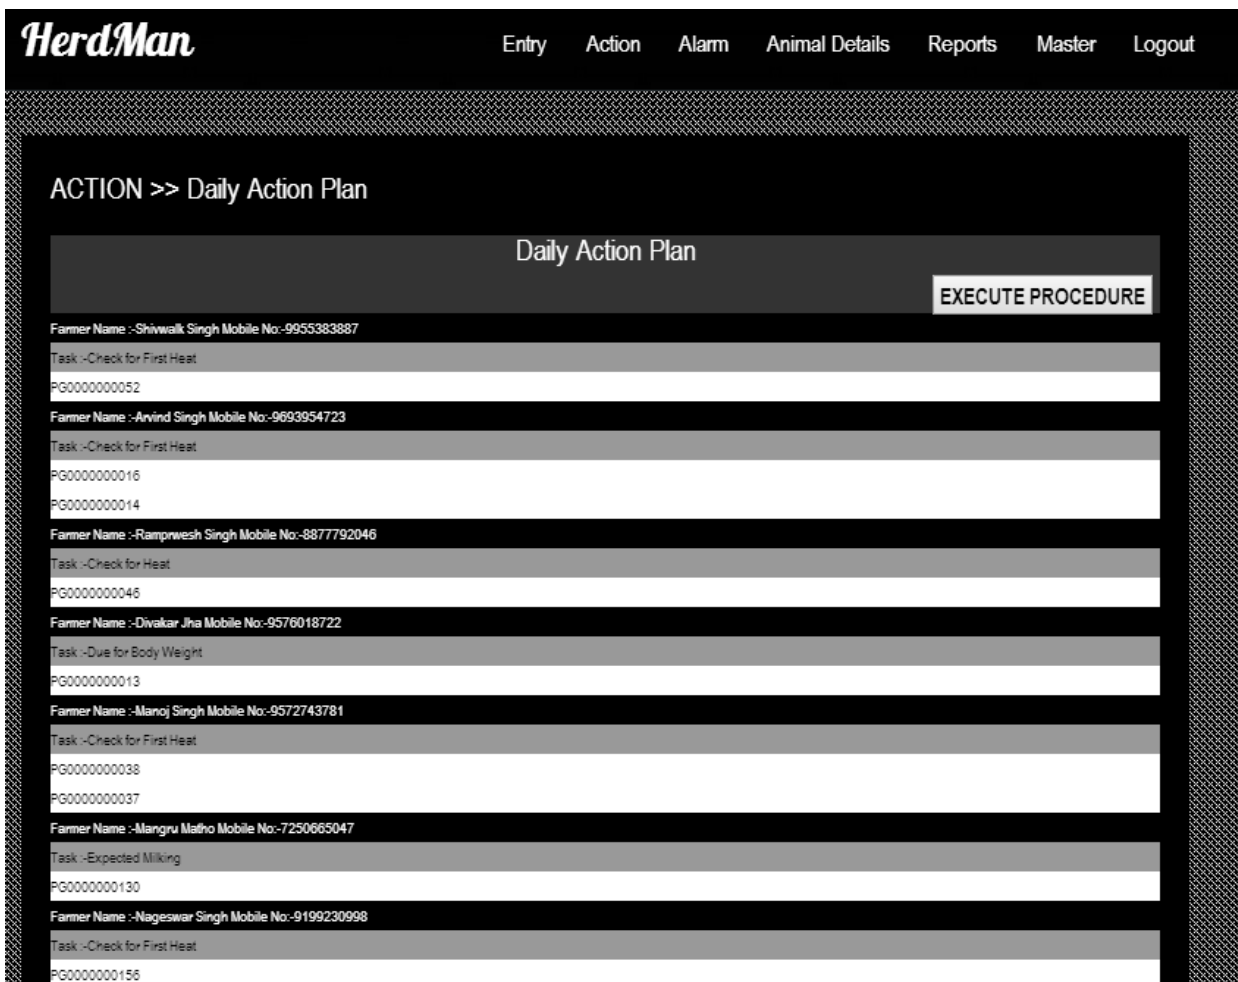 HerdMan
Entry Action Alarm Animal Details Reports Master Logout
ACTION >> Daily Action Plan
Daily Action Plan
EXECUTE PROCEDURE
Farmer Name :-Shivwalk Singh Mobile No:-9955383887
Task :-Check for First Heat
PG0000000052
Farmer Name :-Arvind Singh Mobile No:-9693954723
Task :-Check for First Heat
PG0000000016
PG0000000014
Farmer Name :-Ramprwesh Singh Mobile No:-8877792046
Task :-Check for Heat
PG0000000046
Farmer Name :-Divakar Jha Mobile No:-9576018722
Task :-Due for Body Weight
PG0000000013
Farmer Name :-Manoj Singh Mobile No:-9572743781
Task :-Check for First Heat
PG0000000038
PG0000000037
Farmer Name :-Mangru Matho Mobile No:-7250665047
Task :-Expected Milking
PG0000000130
Farmer Name :-Nageswar Singh Mobile No:-9199230998
Task :-Check for First Heat
PG0000000156